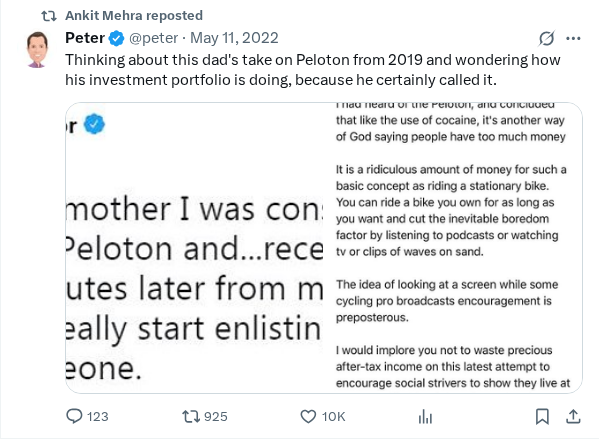 Ankit Mehra reposted
Peter @peter · May 11, 2022
Thinking about this dad's take on Peloton from 2019 and wondering how
his investment portfolio is doing, because he certainly called it.
r
mother I was con
Peloton and...rece
utes later from m
eally start enlistin
eone.
I had heard of the Peloton, and concluded
that like the use of cocaine, it's another way
of God saying people have too much money
It is a ridiculous amount of money for such a
basic concept as riding a stationary bike.
You can ride a bike you own for as long as
you want and cut the inevitable boredom
factor by listening to podcasts or watching
tv or clips of waves on sand.
The idea of looking at a screen while some
cycling pro broadcasts encouragement is
preposterous.
I would implore you not to waste precious
after-tax income on this latest attempt to
encourage social strivers to show they live at
123
925
10K